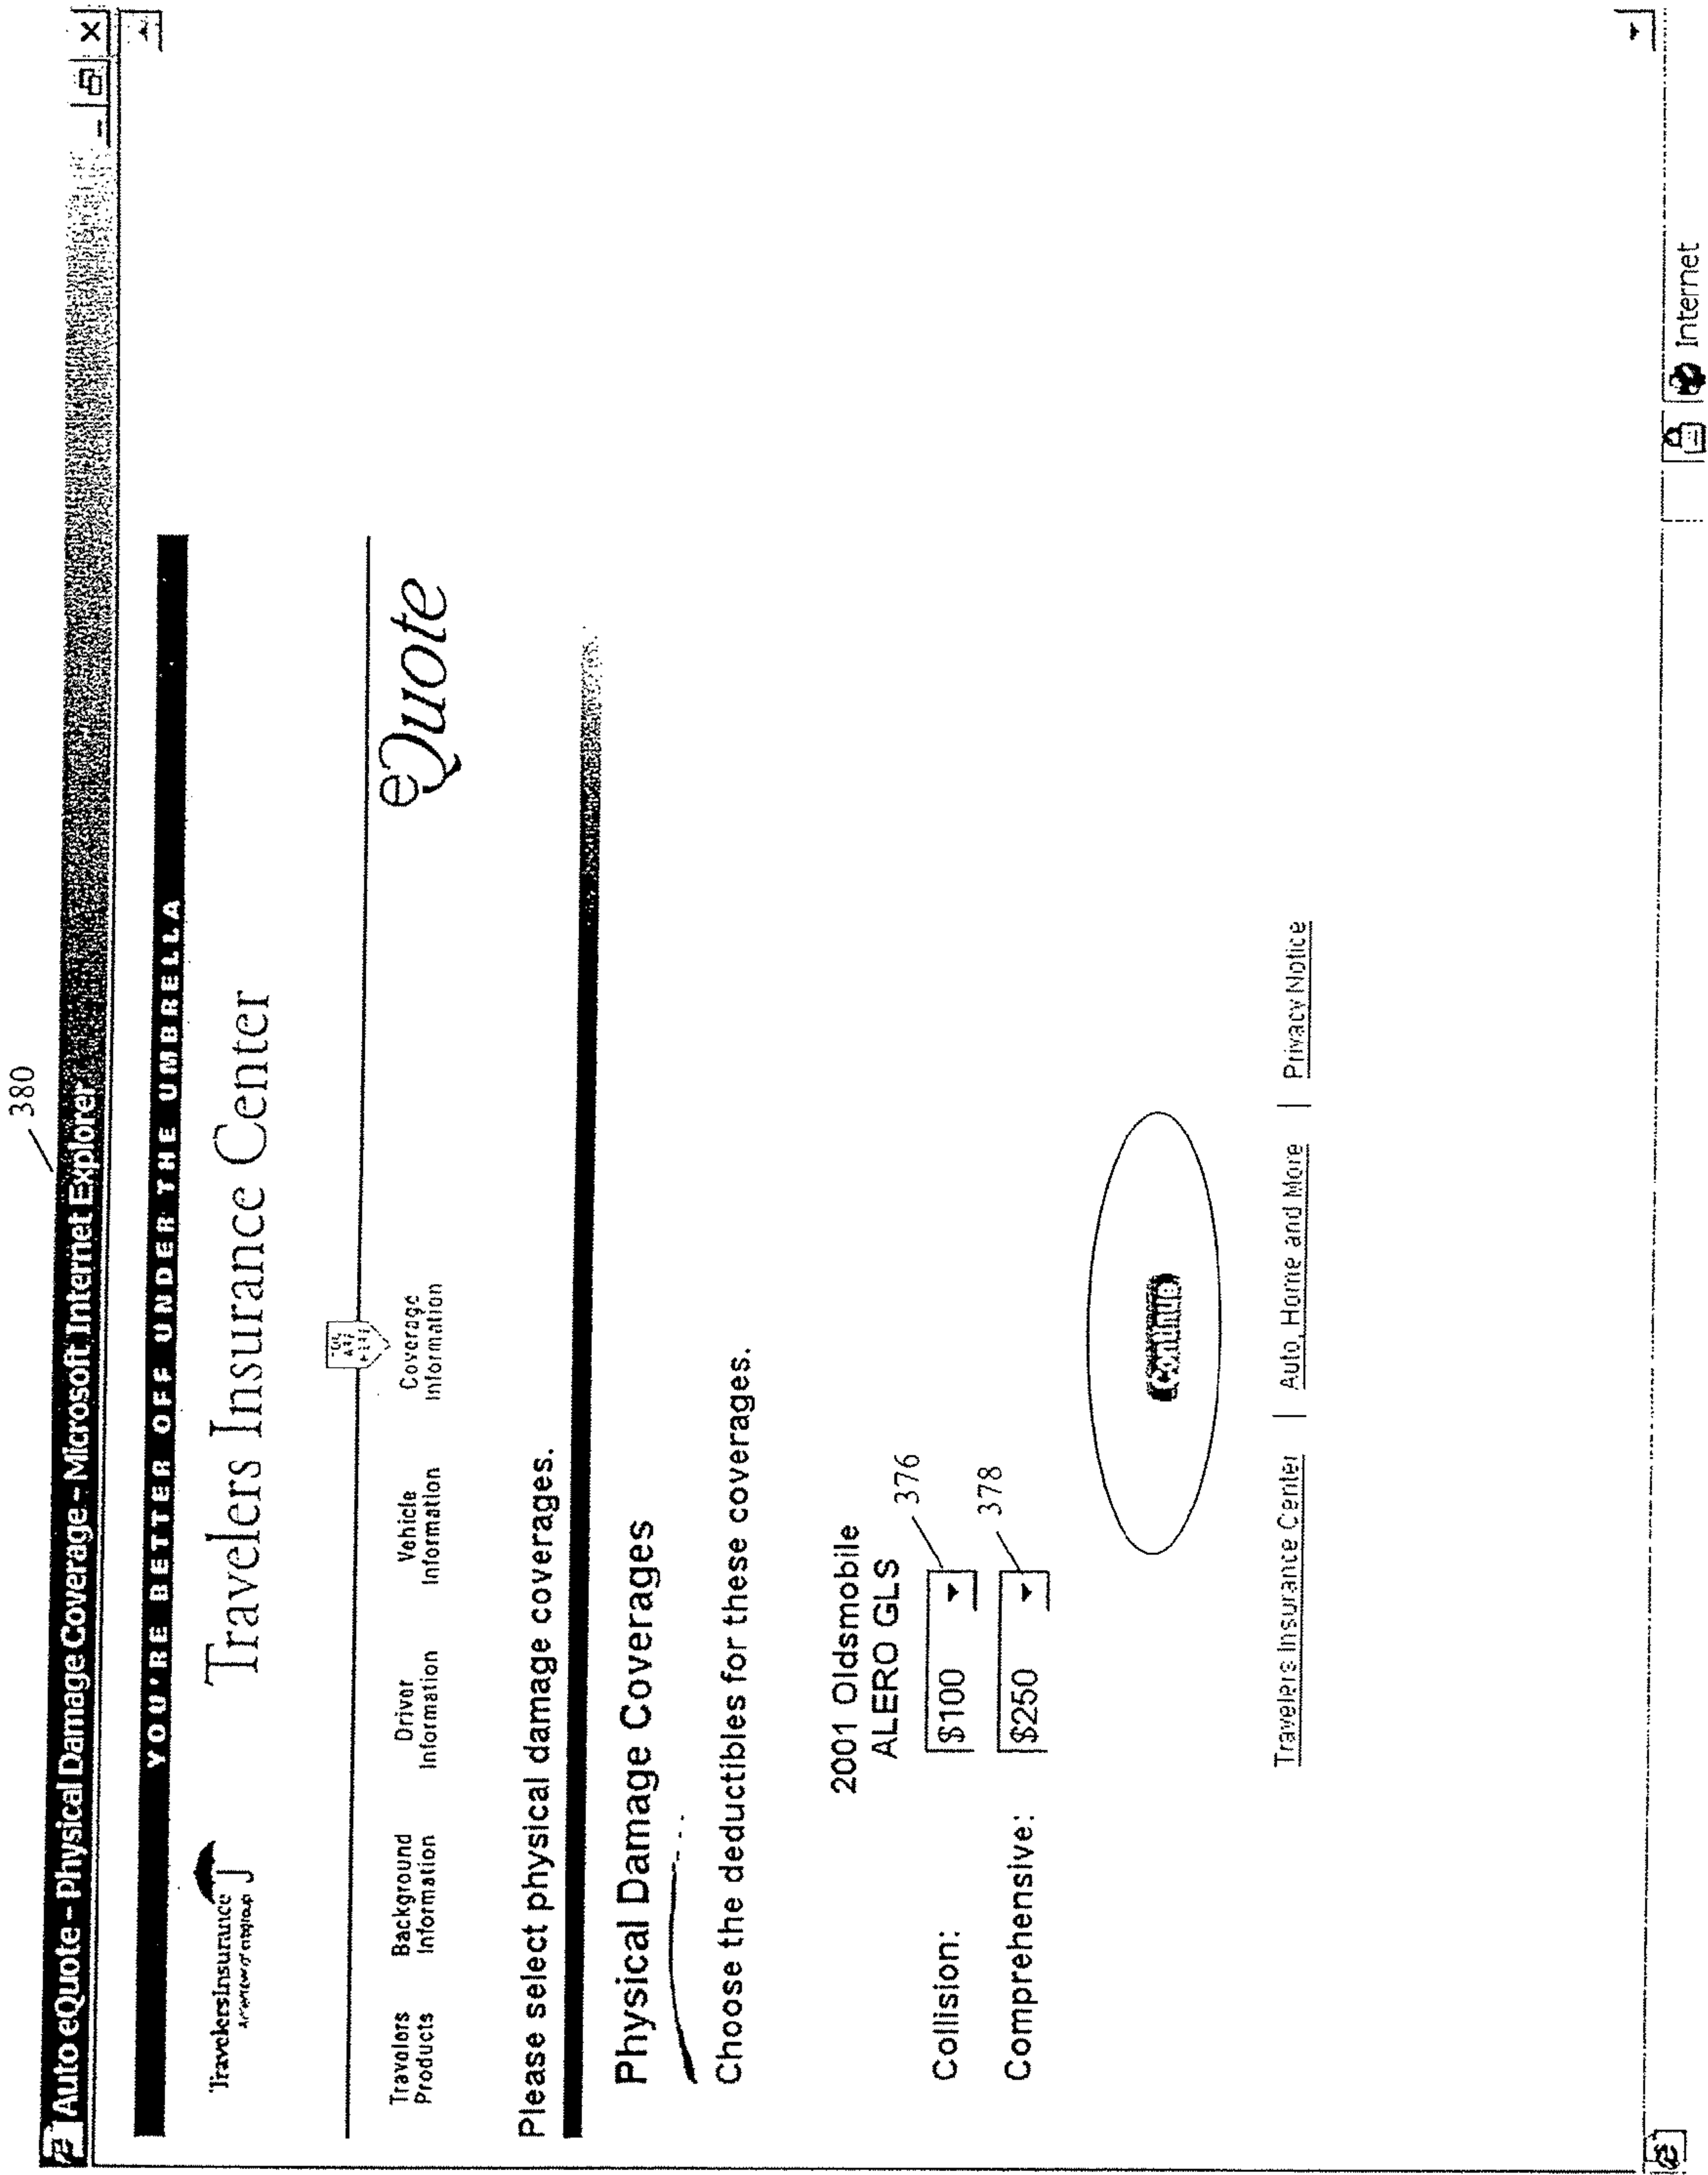 380
Auto eQuote - Physical Damage Coverage - Microsoft Internet Explorer
YOU'RE BETTER OFF UNDER THE UMBRELLA
TravelersInsurance
Travelers Insurance Center
Travelers Products
Background Information
Driver Information
Vehicle Information
Coverage Information
eQuote
Please select physical damage coverages.
Physical Damage Coverages
Choose the deductibles for these coverages.
2001 Oldsmobile
ALERO GLS
Collision: $100 376
Comprehensive: $250 378
Continue
Travelers Insurance Center | Auto, Home and More | Privacy Notice
Internet